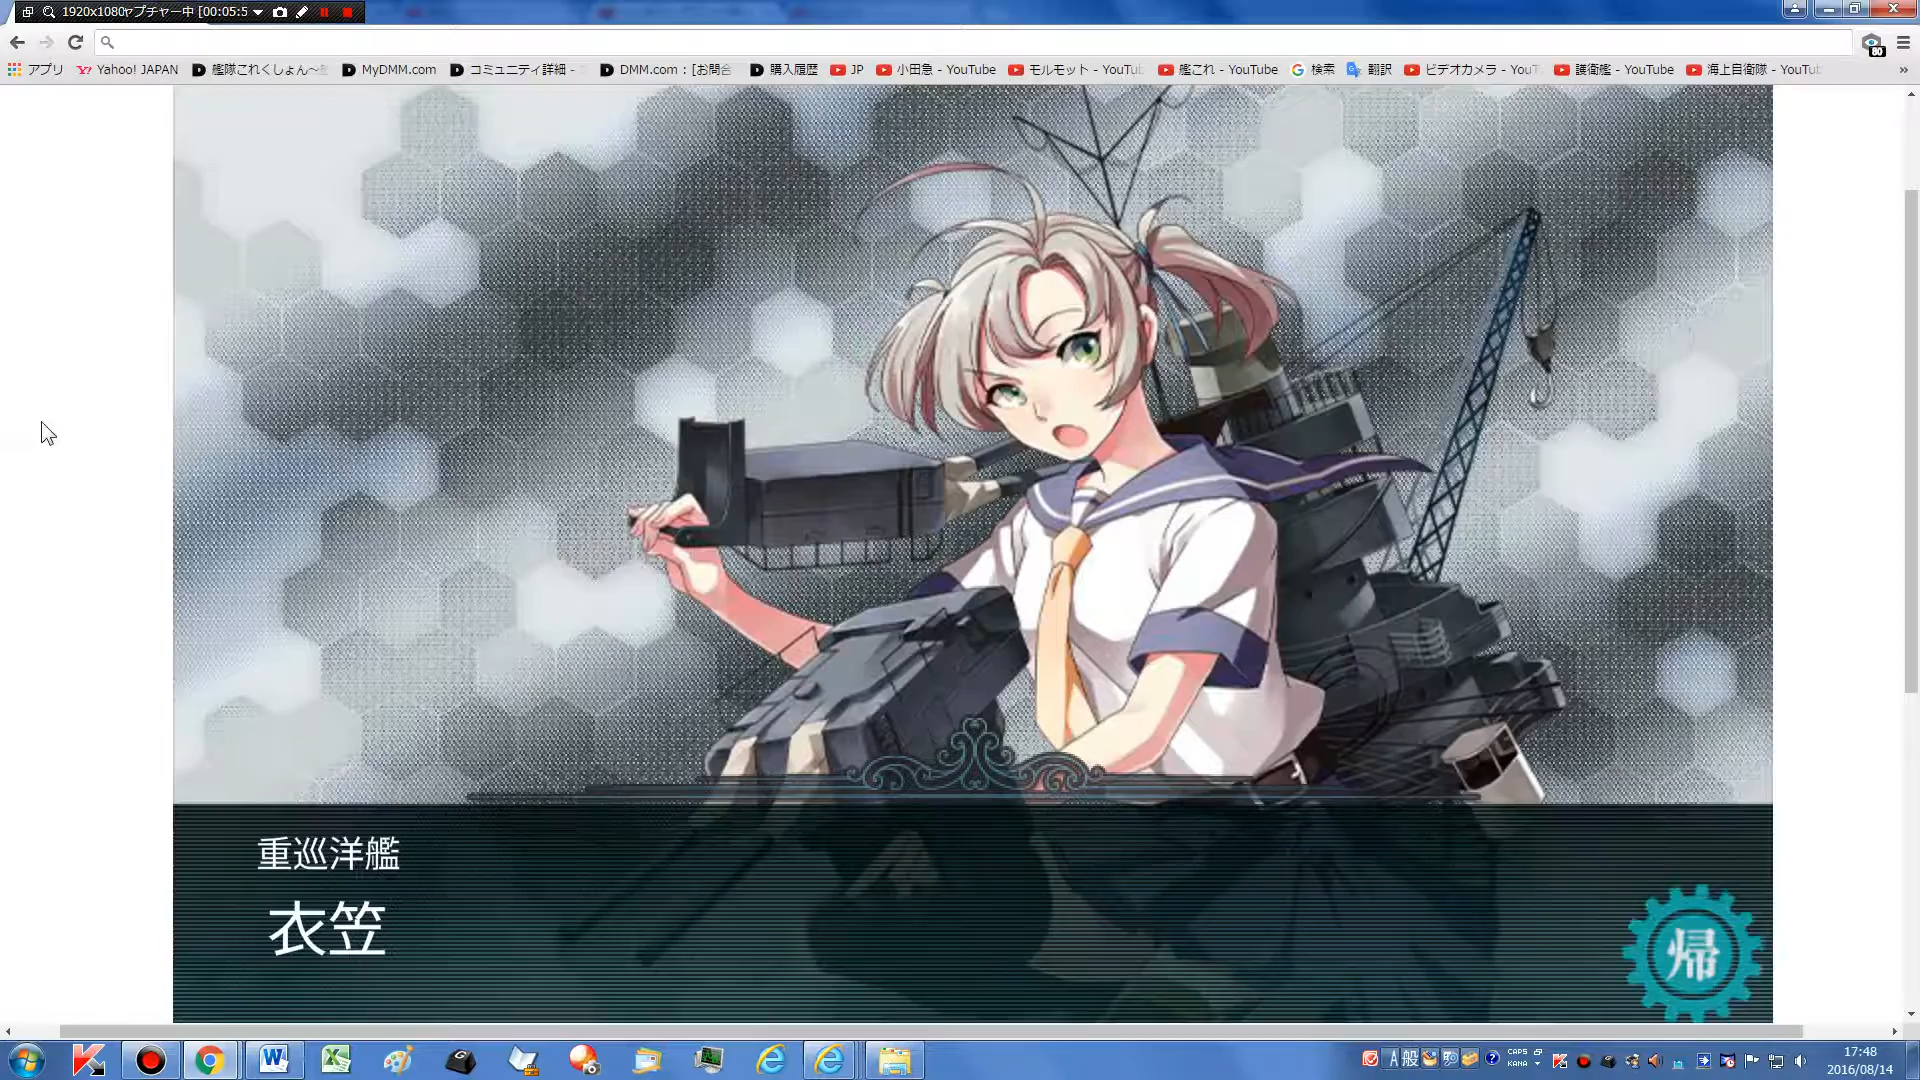 1920x1080ャプチャー中 [00:05:5
アプリ Yahoo! JAPAN 艦隊これくしょん〜 MyDMM.com コミュニティ詳細 - DMM.com : [お問合 購入履歴 JP 小田急 - YouTube モルモット - YouTu 艦これ - YouTube 検索 翻訳 ビデオカメラ - YouT 護衛艦 - YouTube 海上自衛隊 - YouTub »
80
重巡洋艦
衣笠
帰
A 般 CAPS KANA
17:48
2016/08/14